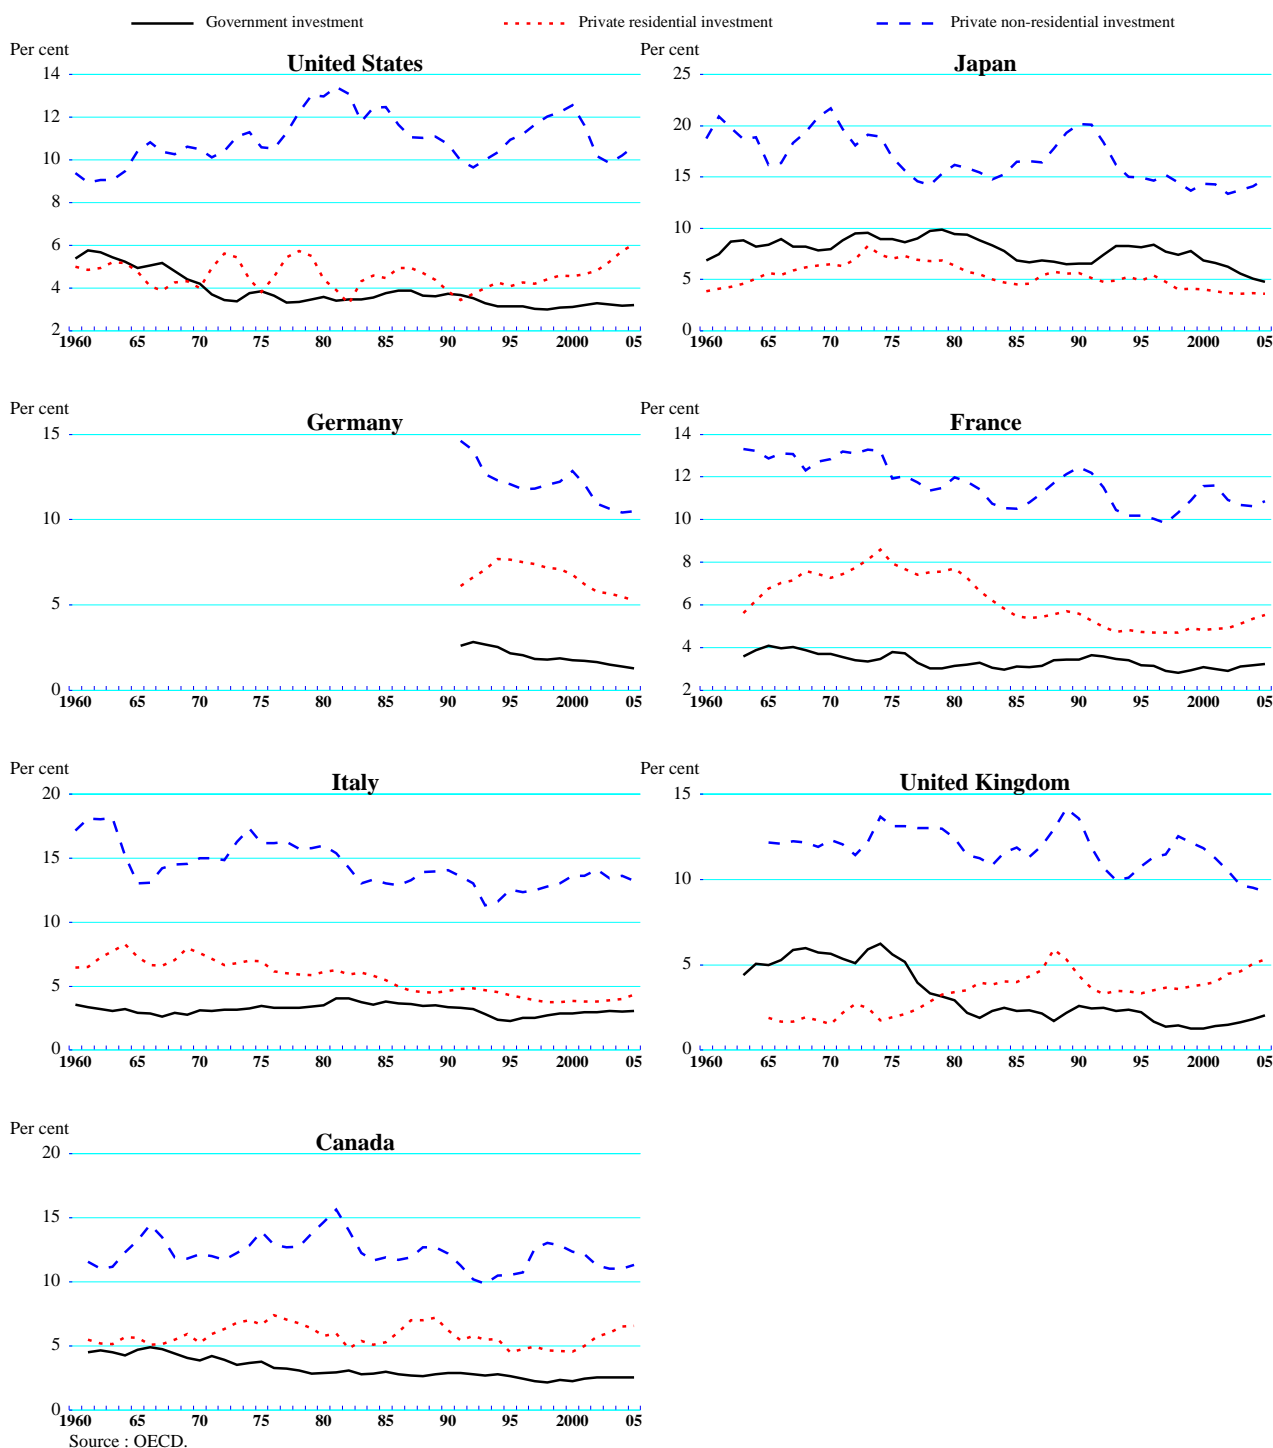 Government investment Private residential investment Private non-residential investment
Per cent Per cent
United States Japan
14
12
10
8
6
4
2
1960 65 70 75 80 85 90 95 2000 05
25
20
15
10
5
0
1960 65 70 75 80 85 90 95 2000 05
Per cent Per cent
Germany France
15
10
5
0
1960 65 70 75 80 85 90 95 2000 05
14
12
10
8
6
4
2
1960 65 70 75 80 85 90 95 2000 05
Per cent Per cent
Italy United Kingdom
20
15
10
5
0
1960 65 70 75 80 85 90 95 2000 05
15
10
5
0
1960 65 70 75 80 85 90 95 2000 05
Per cent
Canada
20
15
10
5
0
1960 65 70 75 80 85 90 95 2000 05
Source : OECD.